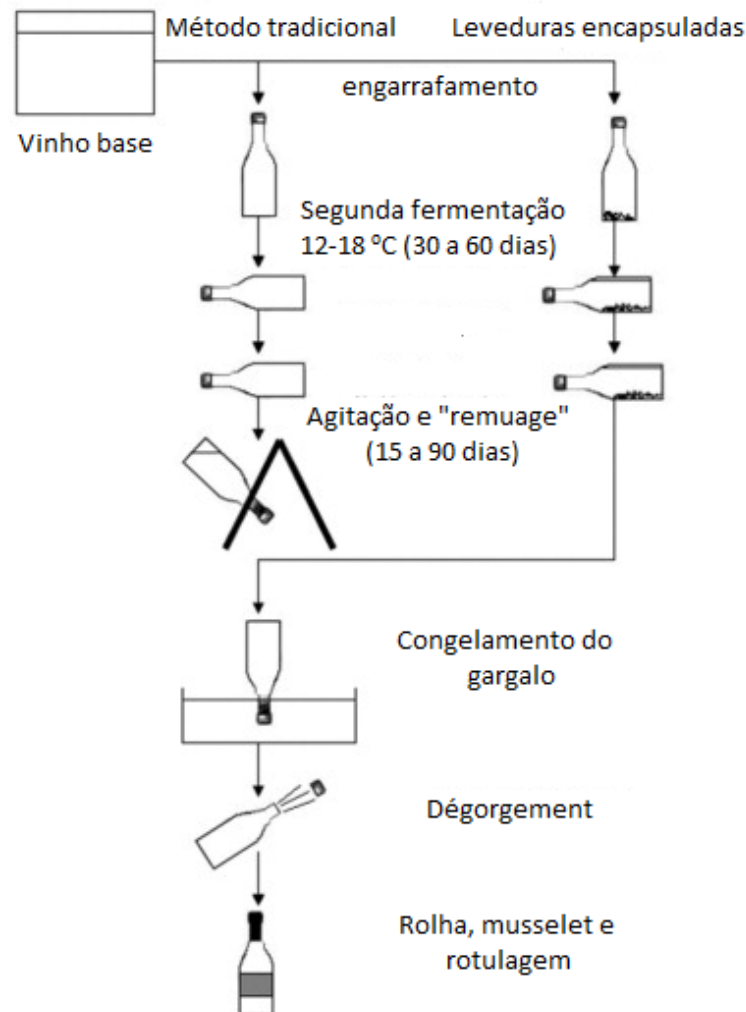 Método tradicional
Leveduras encapsuladas
engarrafamento
Vinho base
Segunda fermentação
12-18 ºC (30 a 60 dias)
Agitação e "remuage"
(15 a 90 dias)
Congelamento do
gargalo
Dégorgement
Rolha, musselet e
rotulagem